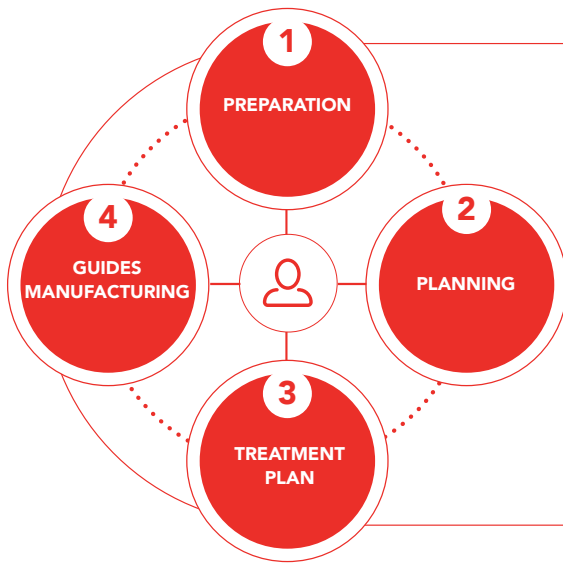 1
PREPARATION
2
PLANNING
3
TREATMENT
PLAN
4
GUIDES
MANUFACTURING